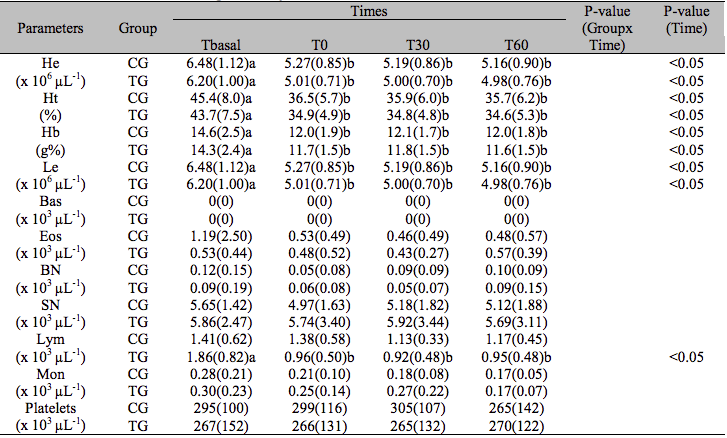 Parameters Group Times P-value (Groupx Time) P-value (Time)
Tbasal T0 T30 T60
He CG 6.48(1.12)a 5.27(0.85)b 5.19(0.86)b 5.16(0.90)b <0.05
(x 10⁶ µL⁻¹) TG 6.20(1.00)a 5.01(0.71)b 5.00(0.70)b 4.98(0.76)b <0.05
Ht CG 45.4(8.0)a 36.5(5.7)b 35.9(6.0)b 35.7(6.2)b <0.05
(%) TG 43.7(7.5)a 34.9(4.9)b 34.8(4.8)b 34.6(5.3)b <0.05
Hb CG 14.6(2.5)a 12.0(1.9)b 12.1(1.7)b 12.0(1.8)b <0.05
(g%) TG 14.3(2.4)a 11.7(1.5)b 11.8(1.5)b 11.6(1.5)b <0.05
Le CG 6.48(1.12)a 5.27(0.85)b 5.19(0.86)b 5.16(0.90)b <0.05
(x 10⁶ µL⁻¹) TG 6.20(1.00)a 5.01(0.71)b 5.00(0.70)b 4.98(0.76)b <0.05
Bas CG 0(0) 0(0) 0(0) 0(0)
(x 10³ µL⁻¹) TG 0(0) 0(0) 0(0) 0(0)
Eos CG 1.19(2.50) 0.53(0.49) 0.46(0.49) 0.48(0.57)
(x 10³ µL⁻¹) TG 0.53(0.44) 0.48(0.52) 0.43(0.27) 0.57(0.39)
BN CG 0.12(0.15) 0.05(0.08) 0.09(0.09) 0.10(0.09)
(x 10³ µL⁻¹) TG 0.09(0.19) 0.06(0.08) 0.05(0.07) 0.09(0.15)
SN CG 5.65(1.42) 4.97(1.63) 5.18(1.82) 5.12(1.88)
(x 10³ µL⁻¹) TG 5.86(2.47) 5.74(3.40) 5.92(3.44) 5.69(3.11)
Lym CG 1.41(0.62) 1.38(0.58) 1.13(0.33) 1.17(0.45)
(x 10³ µL⁻¹) TG 1.86(0.82)a 0.96(0.50)b 0.92(0.48)b 0.95(0.48)b <0.05
Mon CG 0.28(0.21) 0.21(0.10) 0.18(0.08) 0.17(0.05)
(x 10³ µL⁻¹) TG 0.30(0.23) 0.25(0.14) 0.27(0.22) 0.17(0.07)
Platelets CG 295(100) 299(116) 305(107) 265(142)
(x 10³ µL⁻¹) TG 267(152) 266(131) 265(132) 270(122)